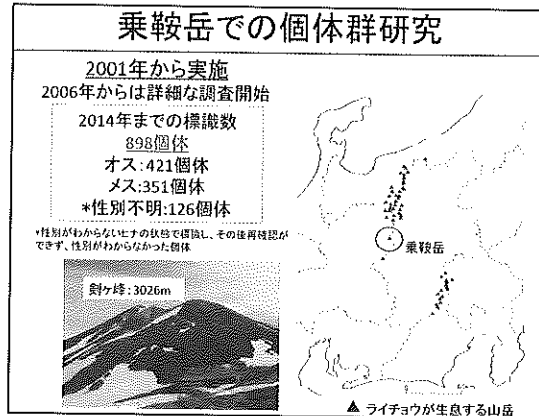 乗鞍岳での個体群研究
2001年から実施
2006年からは詳細な調査開始
2014年までの標識数
898個体
オス:421個体
メス:351個体
*性別不明:126個体
*性別がわからないヒナの状態で標識し、その後再確認が
できず、性別がわからなかった個体
剣ヶ峰:3026m
乗鞍岳
▲ ライチョウが生息する山岳